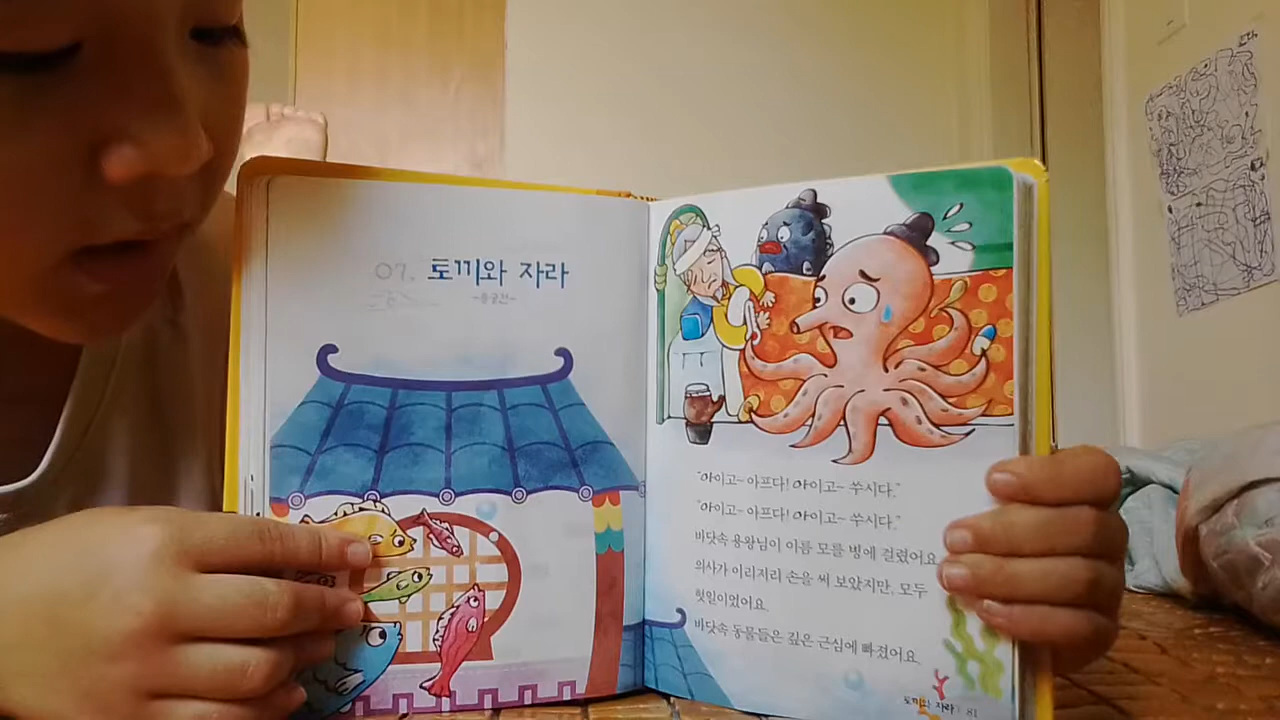 07. 토끼와 자라
-용궁전-
"아이고~ 아프다! 아이고~ 쑤시다."
"아이고~ 아프다! 아이고~ 쑤시다."
바닷속 용왕님이 이름 모를 병에 걸렸어요.
의사가 이리저리 손을 써 보았지만, 모두
헛일이었어요.
바닷속 동물들은 깊은 근심에 빠졌어요.
토끼와 자라 81